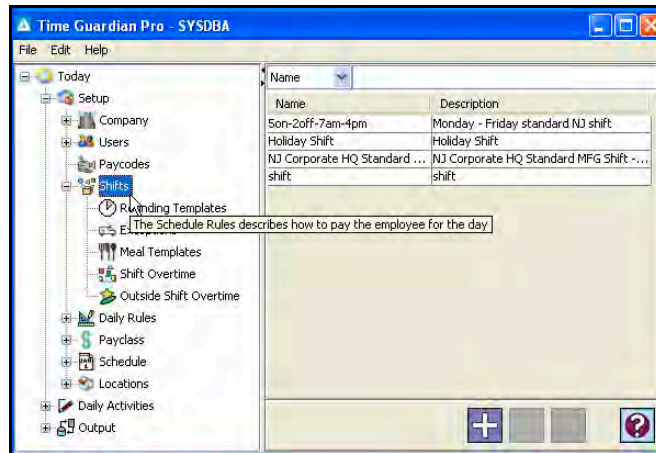 Time Guardian Pro - SYSDBA
File Edit Help
Today
Setup
Company
Users
Paycodes
Shifts
Rounding Templates
Meal Templates
Shift Overtime
Outside Shift Overtime
Daily Rules
Payclass
Schedule
Locations
Daily Activities
Output
The Schedule Rules describes how to pay the employee for the day
Name
Name Description
5on-2off-7am-4pm Monday - Friday standard NJ shift
Holiday Shift Holiday Shift
NJ Corporate HQ Standard ... NJ Corporate HQ Standard MFG Shift -...
shift shift